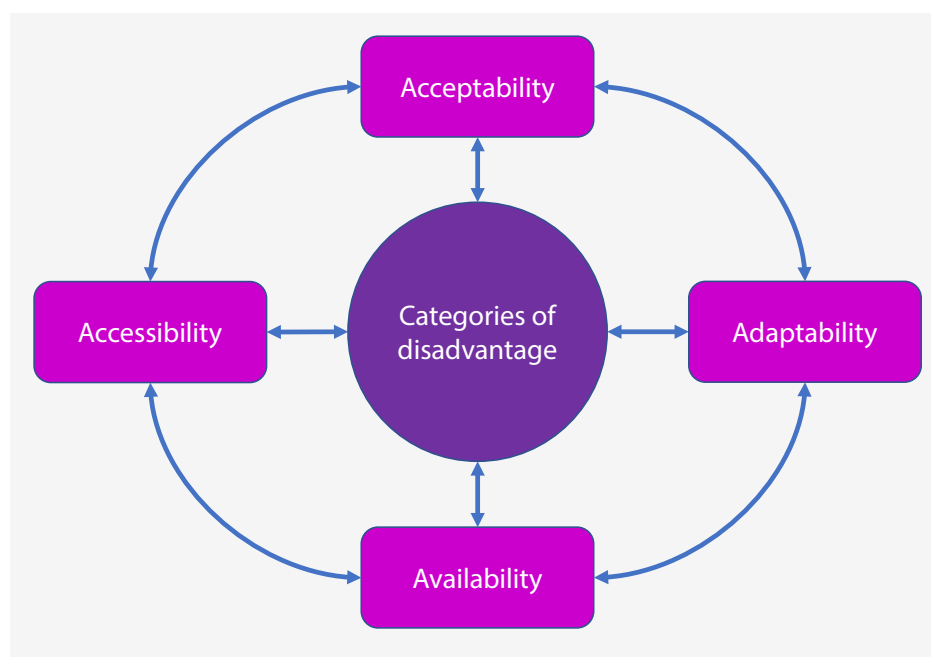 Acceptability
Accessibility
Categories of
disadvantage
Adaptability
Availability